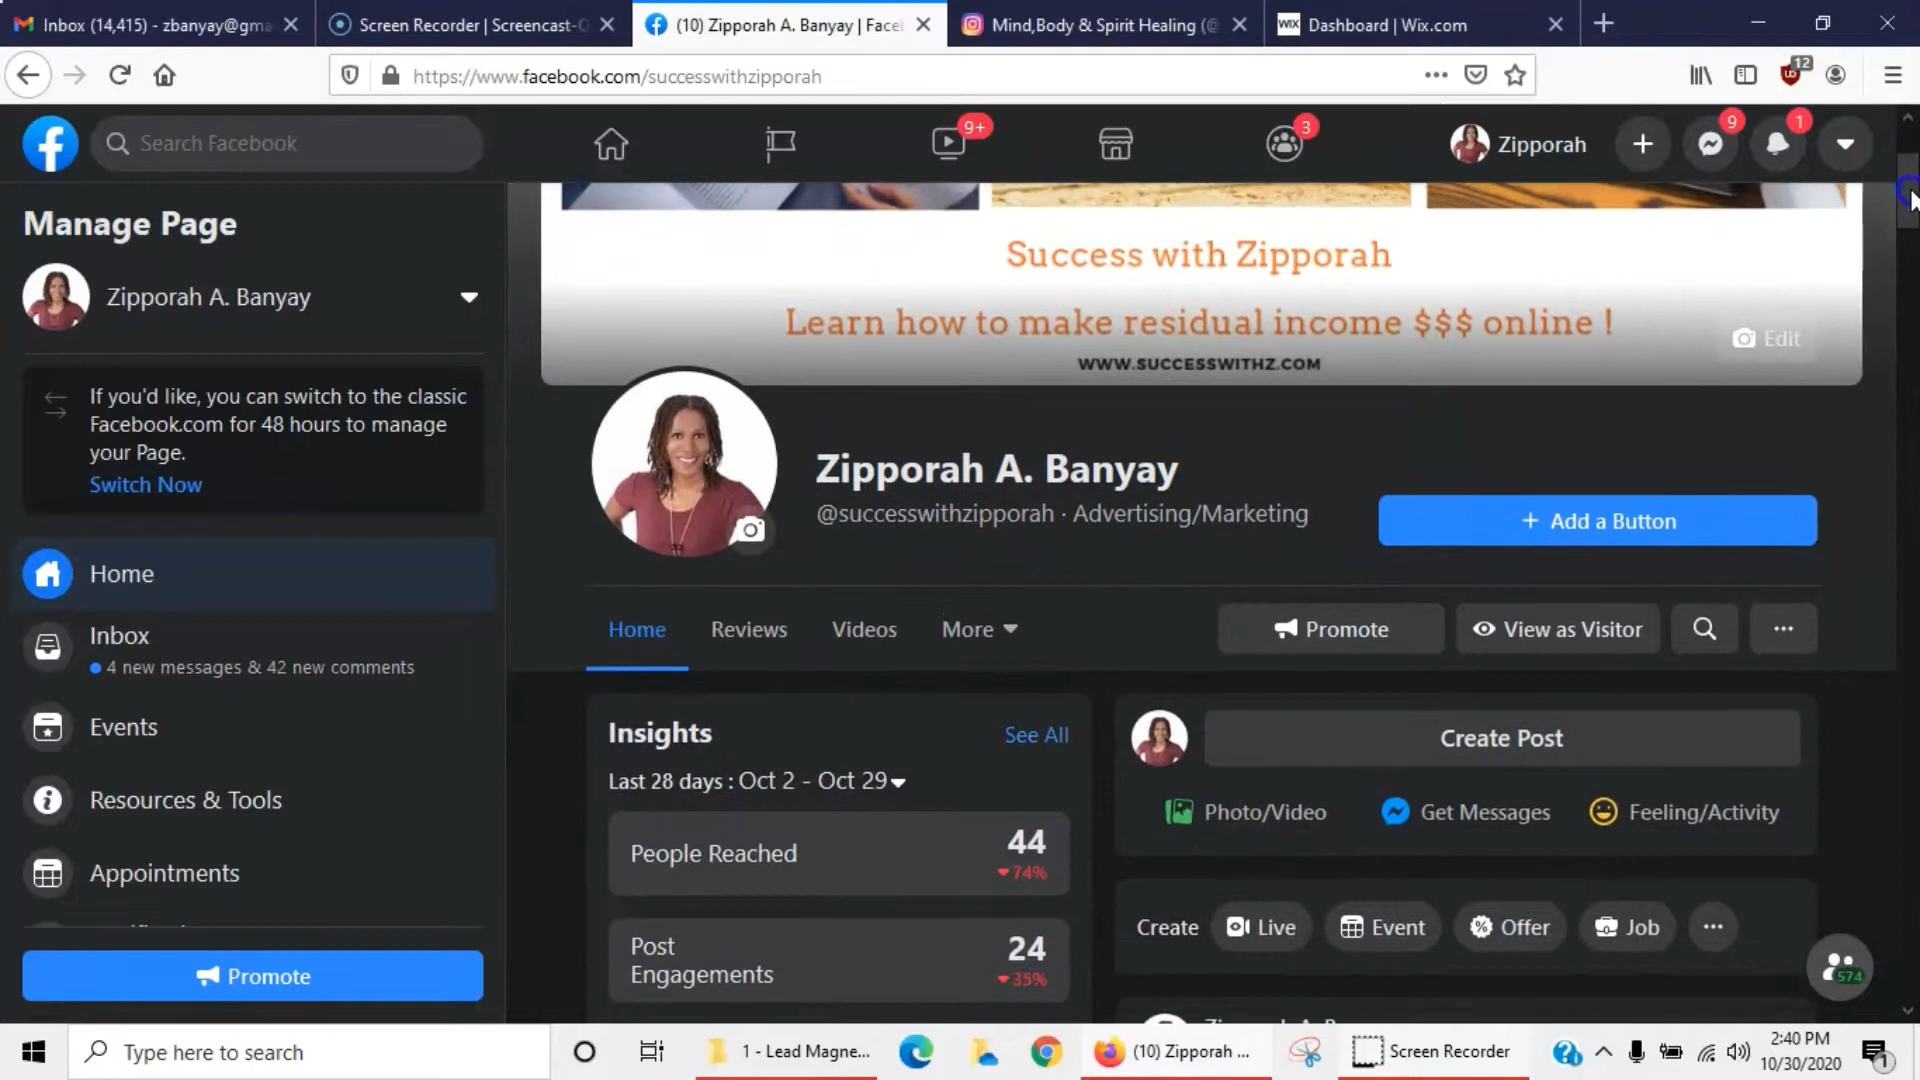 Inbox (14,415) - zbanyay@gma
Screen Recorder | Screencast-O
(10) Zipporah A. Banyay | Face
Mind,Body & Spirit Healing (@
WIX Dashboard | Wix.com
https://www.facebook.com/successwithzipporah
12
Search Facebook
9+
3
Zipporah
9
1
Manage Page
Zipporah A. Banyay
If you'd like, you can switch to the classic
Facebook.com for 48 hours to manage
your Page.
Switch Now
Home
Inbox
4 new messages & 42 new comments
Events
Resources & Tools
Appointments
Promote
Success with Zipporah
Learn how to make residual income $$$ online !
WWW.SUCCESSWITHZ.COM
Edit
Zipporah A. Banyay
@successwithzipporah · Advertising/Marketing
+ Add a Button
Home Reviews Videos More
Promote
View as Visitor
Insights
See All
Last 28 days : Oct 2 - Oct 29
People Reached
44
74%
Post
Engagements
24
35%
Create Post
Photo/Video
Get Messages
Feeling/Activity
Create
Live
Event
Offer
Job
574
Type here to search
1 - Lead Magne...
(10) Zipporah ...
Screen Recorder
2:40 PM
10/30/2020
1